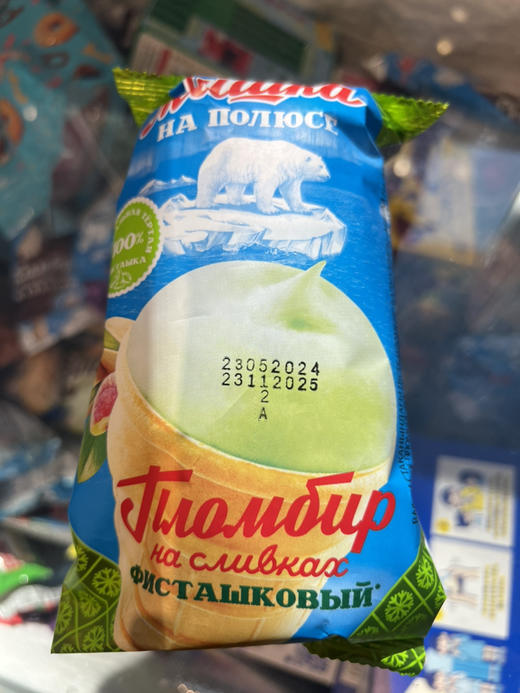 НА ПОЛЮСЕ
100%
23052024
23112025
2
А
Пломбир
на сливках
ФИСТАШКОВЫЙ*